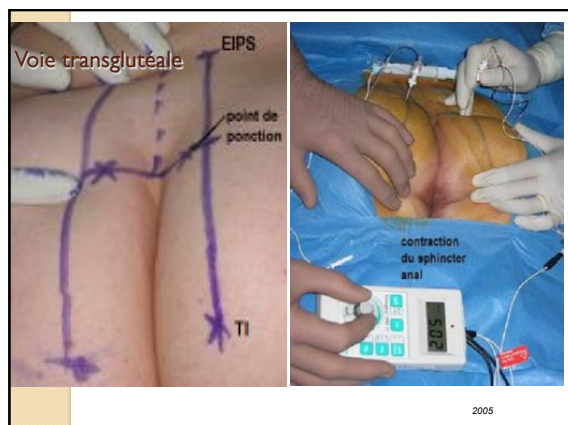 Voie transglutéale
EIPS
point de
ponction
TI
contraction
du sphincter
anal
2005